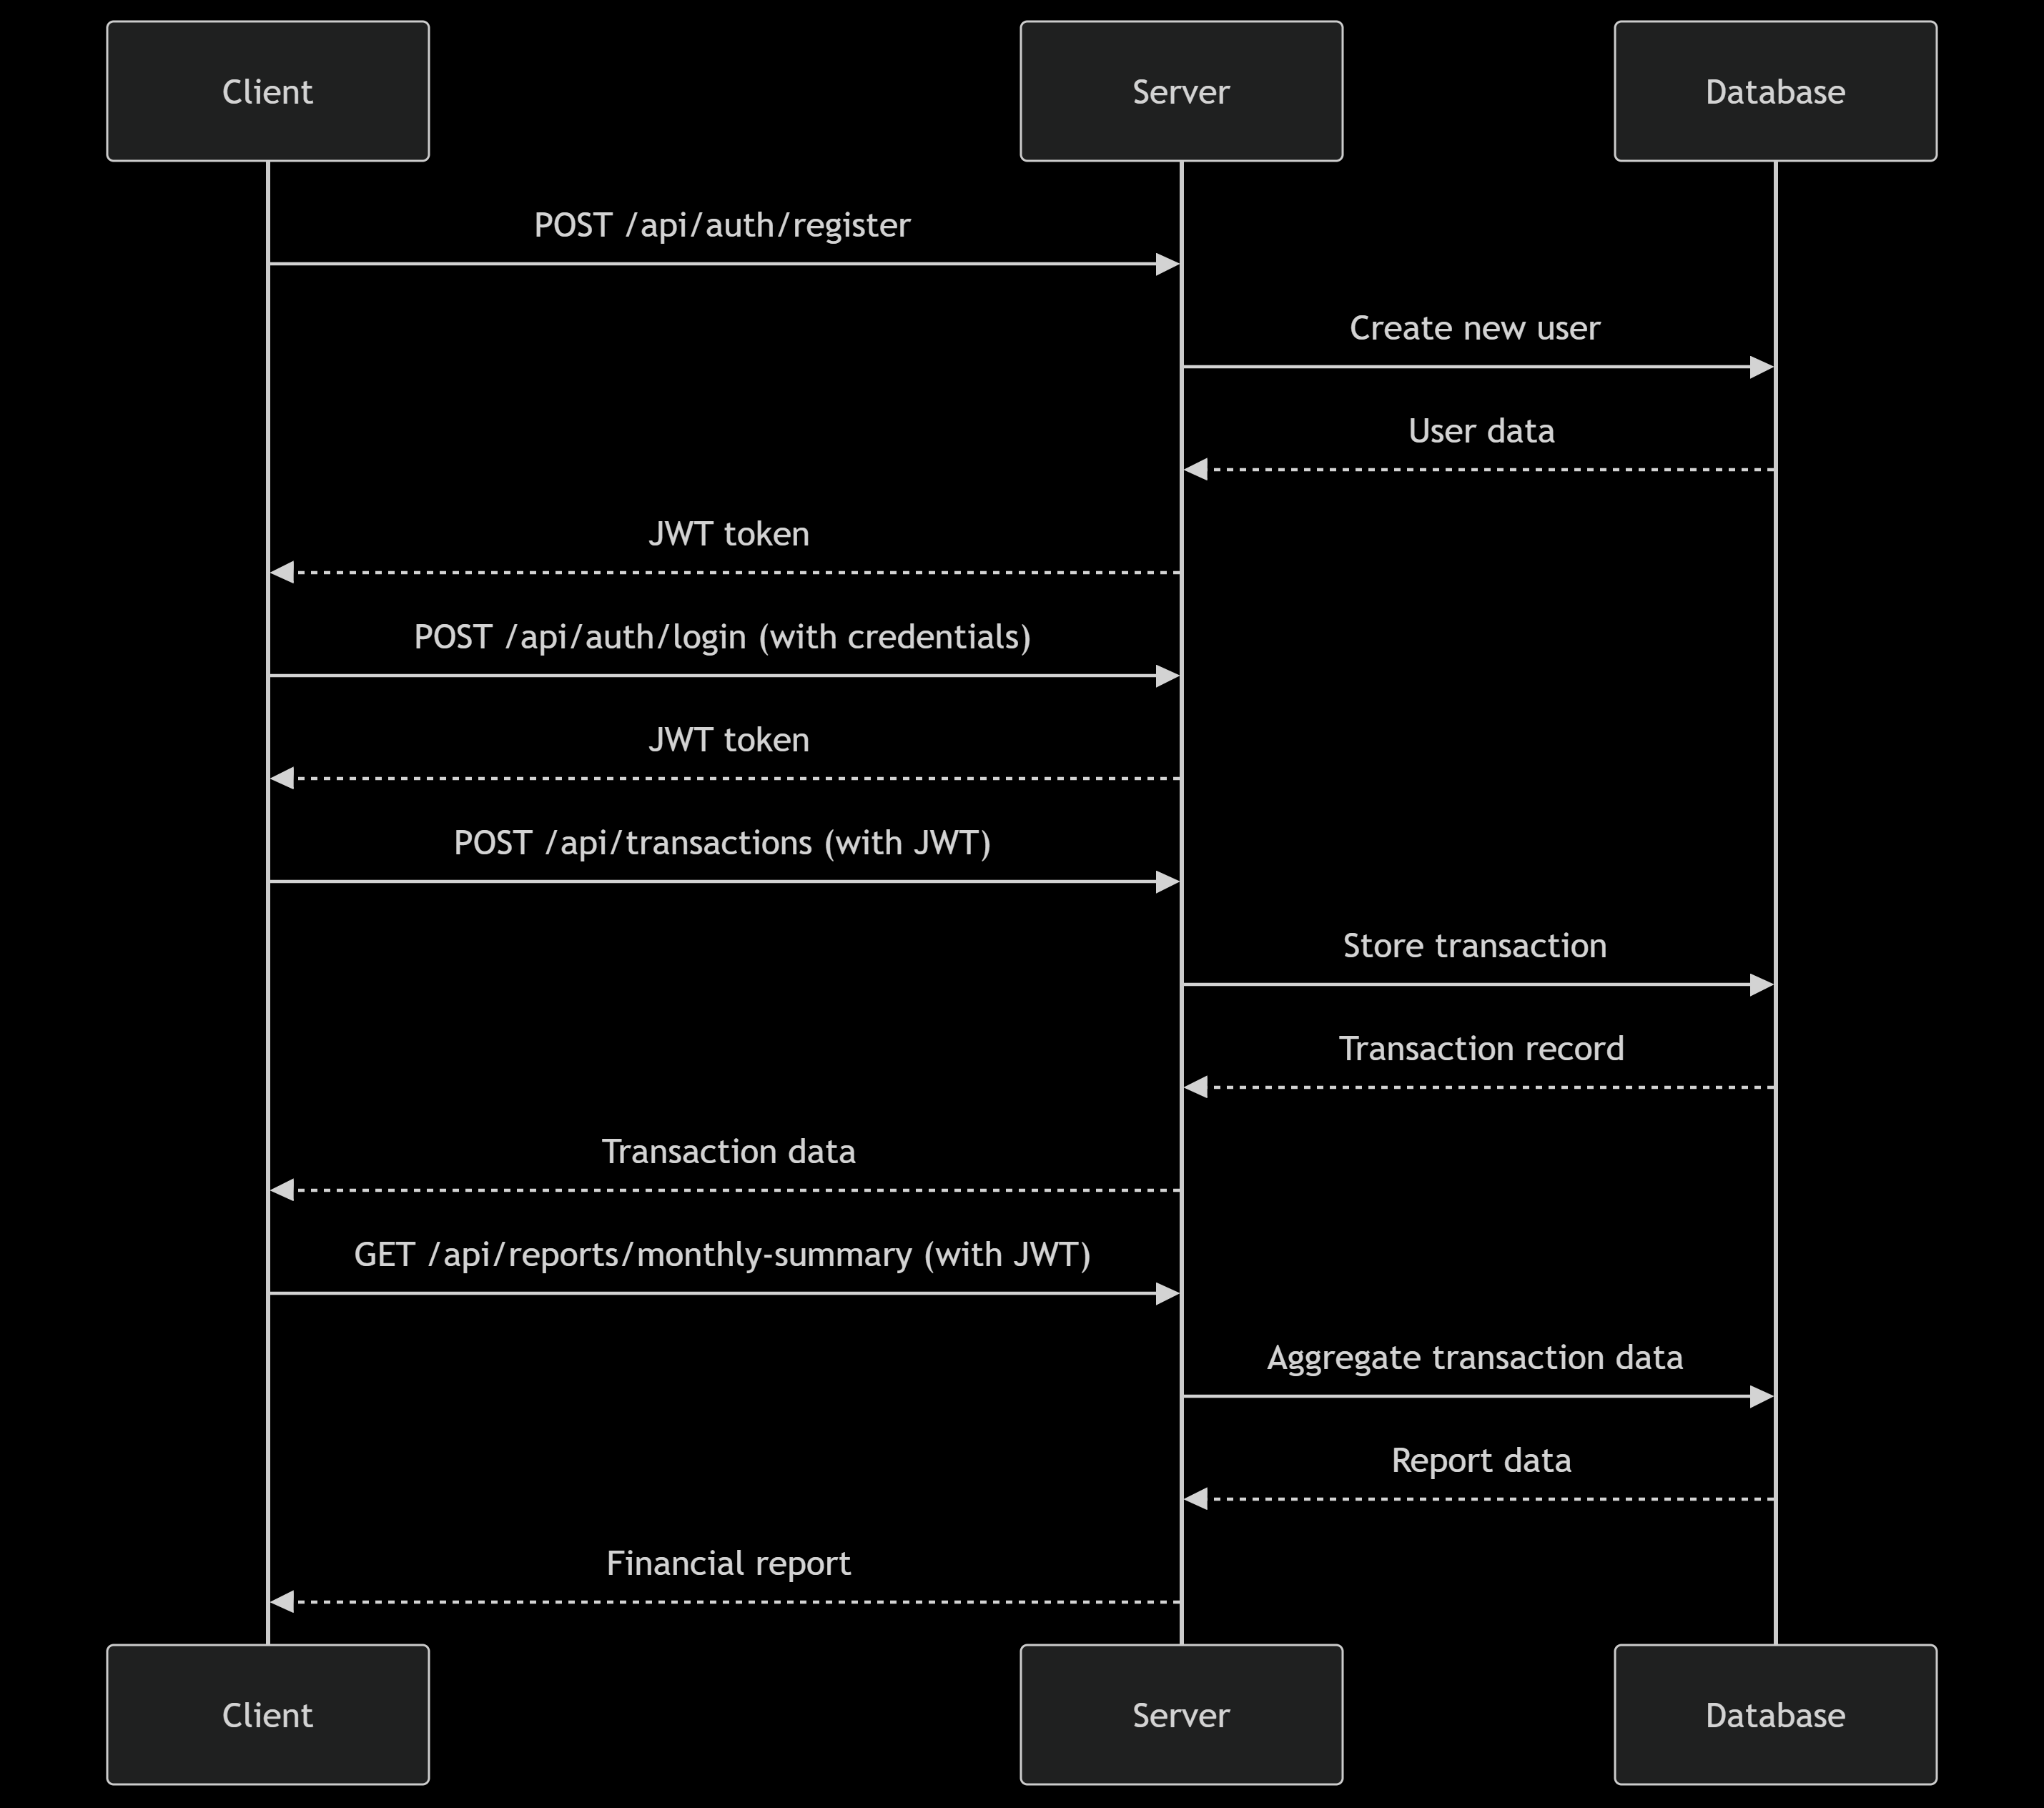 Client
Server
Database
POST /api/auth/register
Create new user
User data
JWT token
POST /api/auth/login (with credentials)
JWT token
POST /api/transactions (with JWT)
Store transaction
Transaction record
Transaction data
GET /api/reports/monthly-summary (with JWT)
Aggregate transaction data
Report data
Financial report
Client
Server
Database